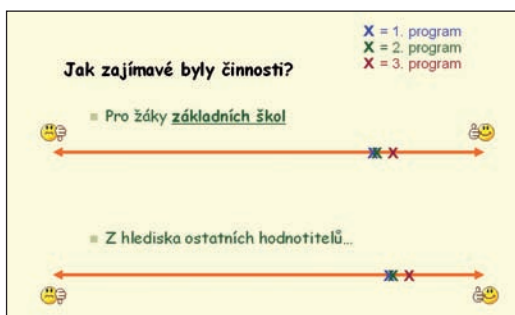 X = 1. program
X = 2. program
X = 3. program
Jak zajímavé byly činnosti?
Pro žáky základních škol
X X X
Z hlediska ostatních hodnotitelů...
X X X